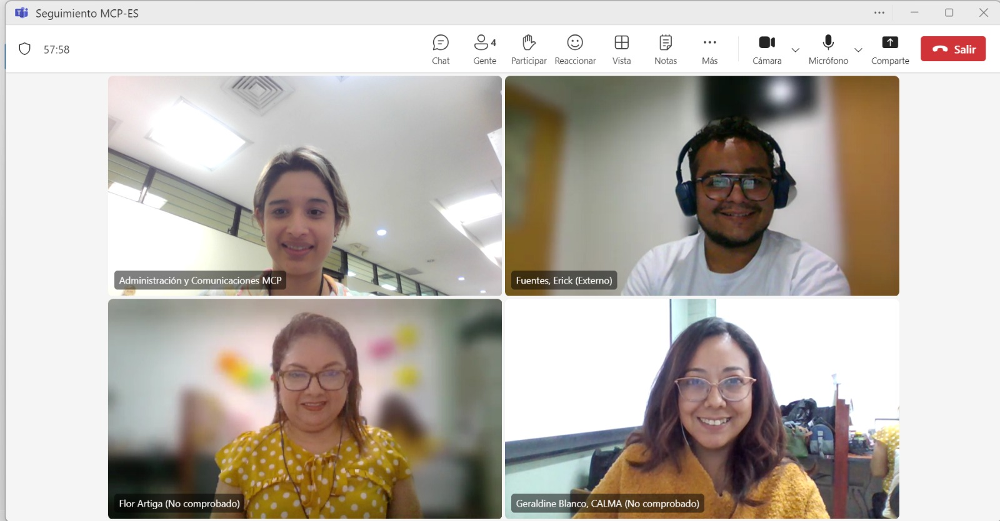 Seguimiento MCP-ES
57:58
Chat
Gente
4
Participar
Reaccionar
Vista
Notas
Más
Cámara
Micrófono
Comparte
Salir
Administración y Comunicaciones MCP
Fuentes, Erick (Externo)
Flor Artiga (No comprobado)
Geraldine Blanco, CALMA (No comprobado)